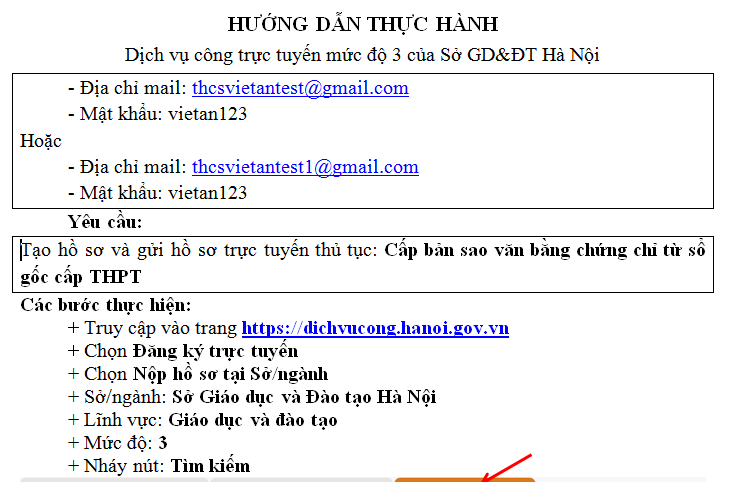 HƯỚNG DẪN THỰC HÀNH
Dịch vụ công trực tuyến mức độ 3 của Sở GD&ĐT Hà Nội
- Địa chỉ mail: thcsvietantest@gmail.com
- Mật khẩu: vietan123
Hoặc
- Địa chỉ mail: thcsvietantest1@gmail.com
- Mật khẩu: vietan123
Yêu cầu:
Tạo hồ sơ và gửi hồ sơ trực tuyến thủ tục: Cấp bản sao văn bằng chứng chỉ từ sổ
gốc cấp THPT
Các bước thực hiện:
+ Truy cập vào trang https://dichvucong.hanoi.gov.vn
+ Chọn Đăng ký trực tuyến
+ Chọn Nộp hồ sơ tại Sở/ngành
+ Sở/ngành: Sở Giáo dục và Đào tạo Hà Nội
+ Lĩnh vực: Giáo dục và đào tạo
+ Mức độ: 3
+ Nháy nút: Tìm kiếm